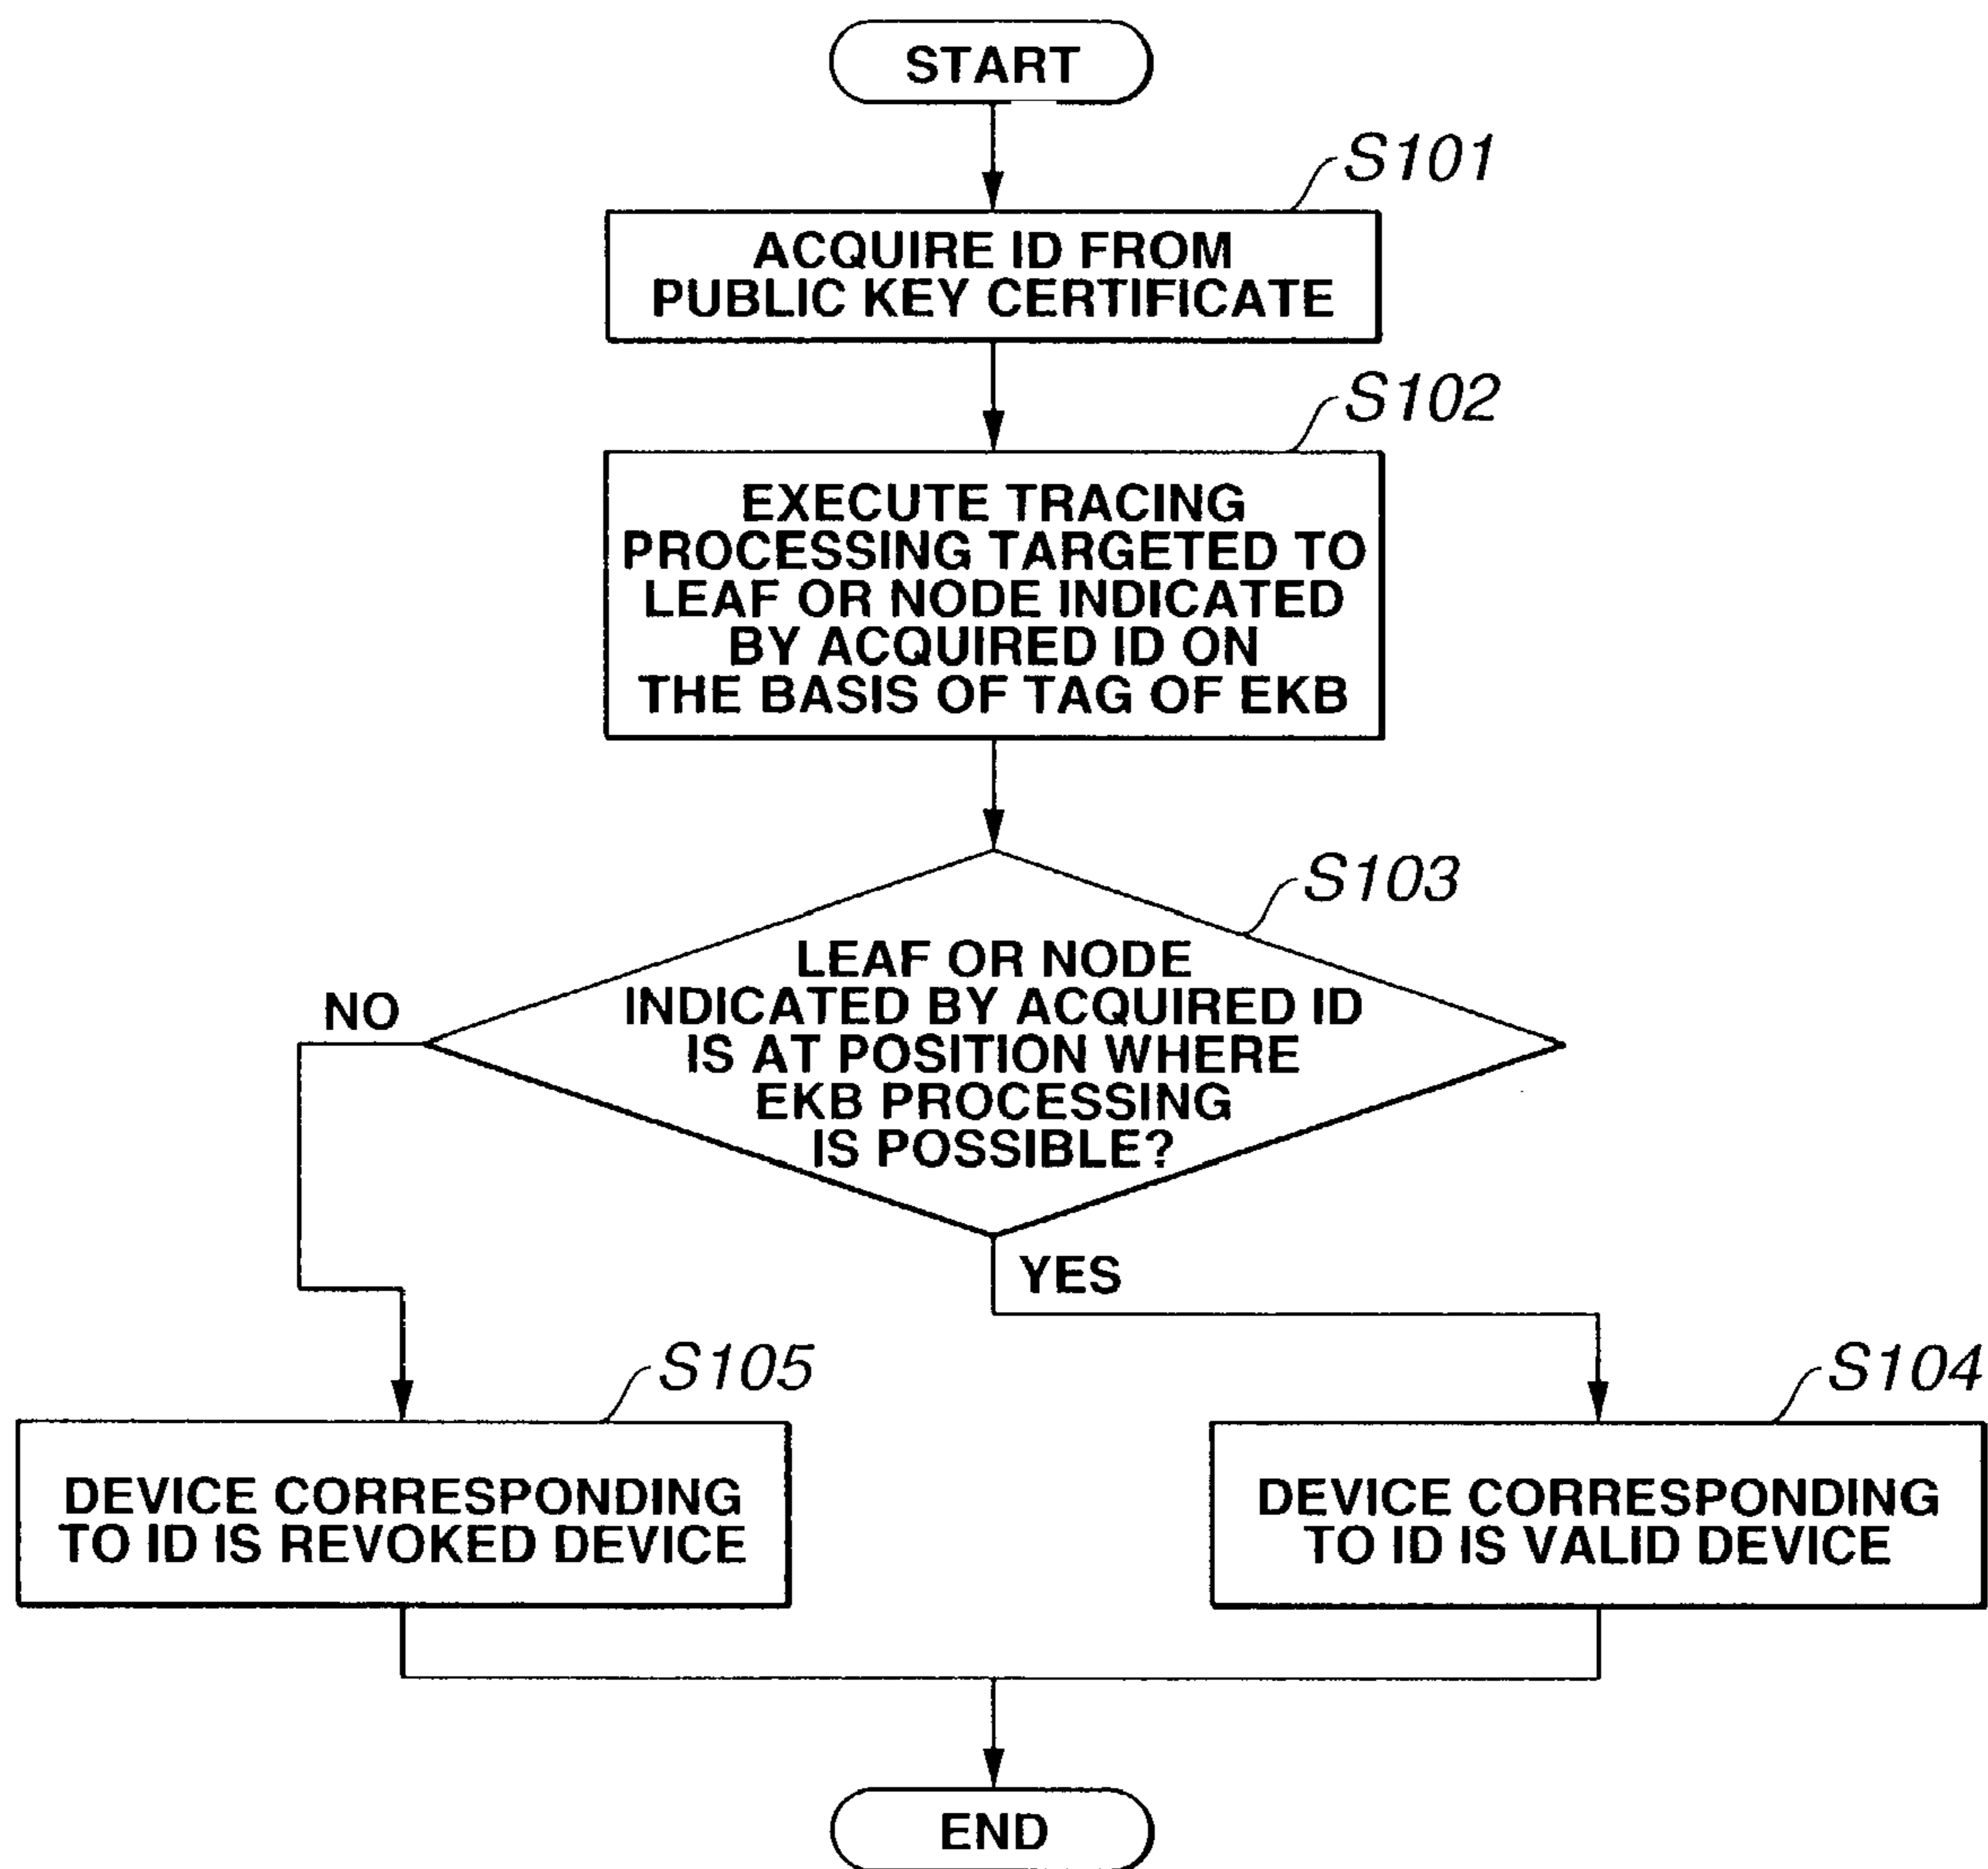 START
S101
ACQUIRE ID FROM
PUBLIC KEY CERTIFICATE
S102
EXECUTE TRACING
PROCESSING TARGETED TO
LEAF OR NODE INDICATED
BY ACQUIRED ID ON
THE BASIS OF TAG OF EKB
S103
LEAF OR NODE
INDICATED BY ACQUIRED ID
IS AT POSITION WHERE
EKB PROCESSING
IS POSSIBLE?
NO
YES
S105
DEVICE CORRESPONDING
TO ID IS REVOKED DEVICE
S104
DEVICE CORRESPONDING
TO ID IS VALID DEVICE
END